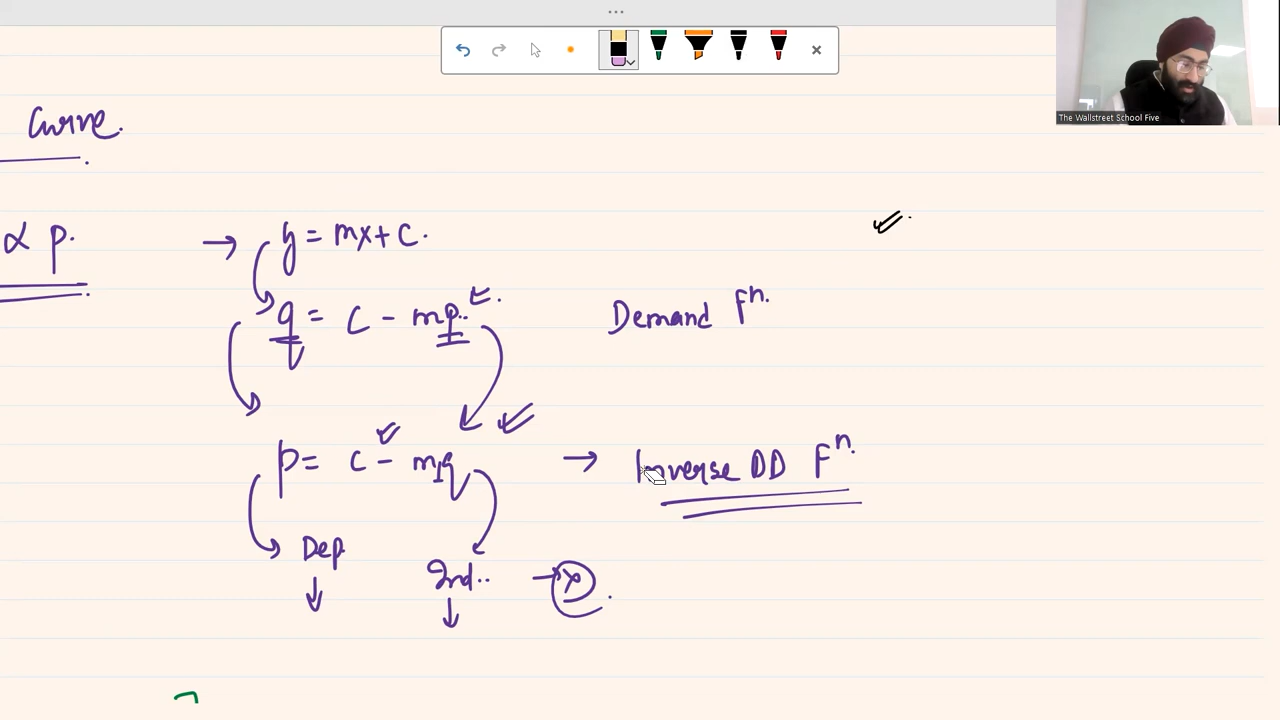 The Wallstreet School Five
Curve.
∝ p. → y = mx + c.
q = c - mp.. Demand Fⁿ.
p = c - mq → Inverse DD Fⁿ.
Dep Ind.. → x